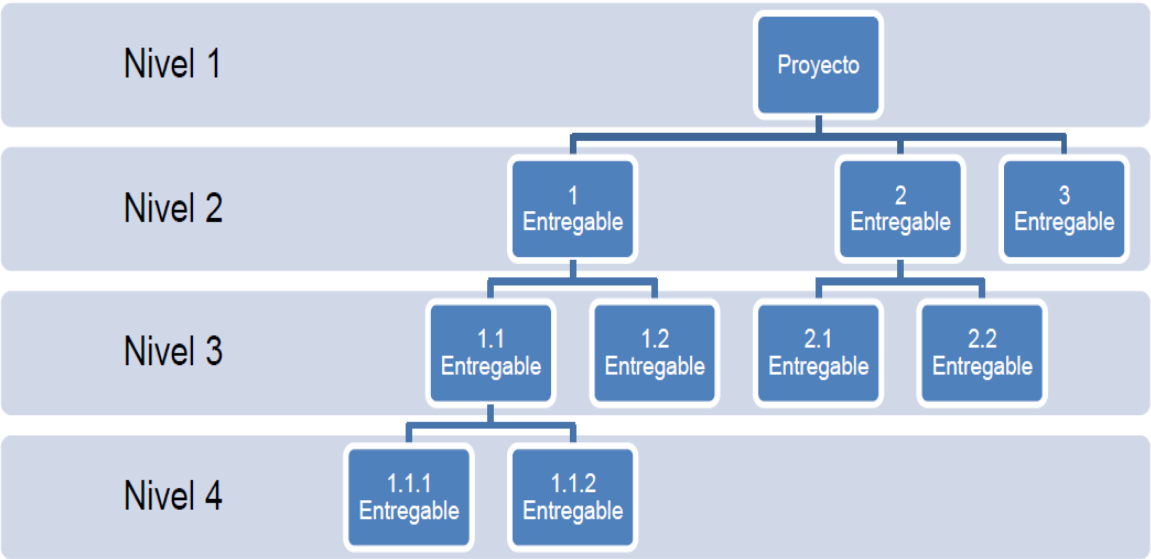 Nivel 1
Proyecto
Nivel 2
1
Entregable
2
Entregable
3
Entregable
Nivel 3
1.1
Entregable
1.2
Entregable
2.1
Entregable
2.2
Entregable
Nivel 4
1.1.1
Entregable
1.1.2
Entregable